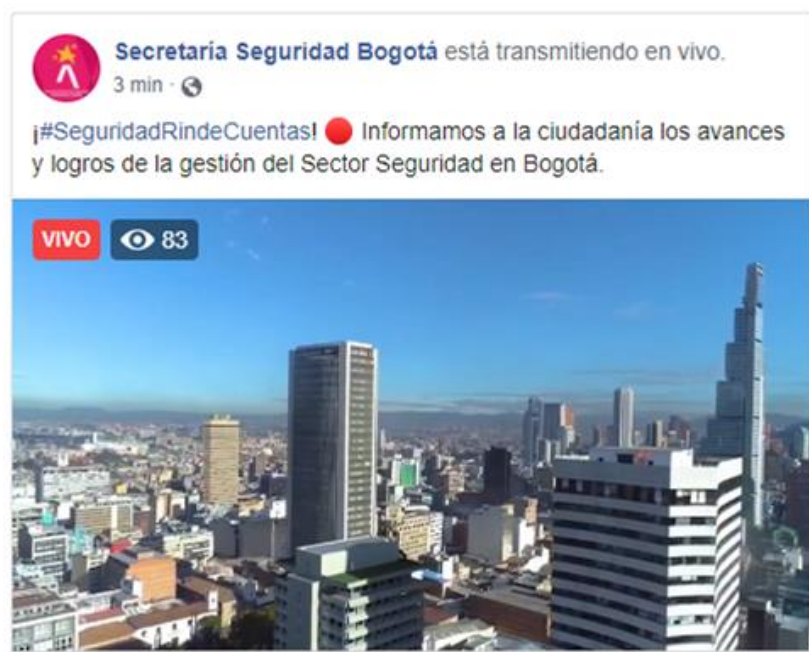 Secretaría Seguridad Bogotá está transmitiendo en vivo.
3 min ·
¡#SeguridadRindeCuentas! 🔴 Informamos a la ciudadanía los avances
y logros de la gestión del Sector Seguridad en Bogotá.
VIVO 83